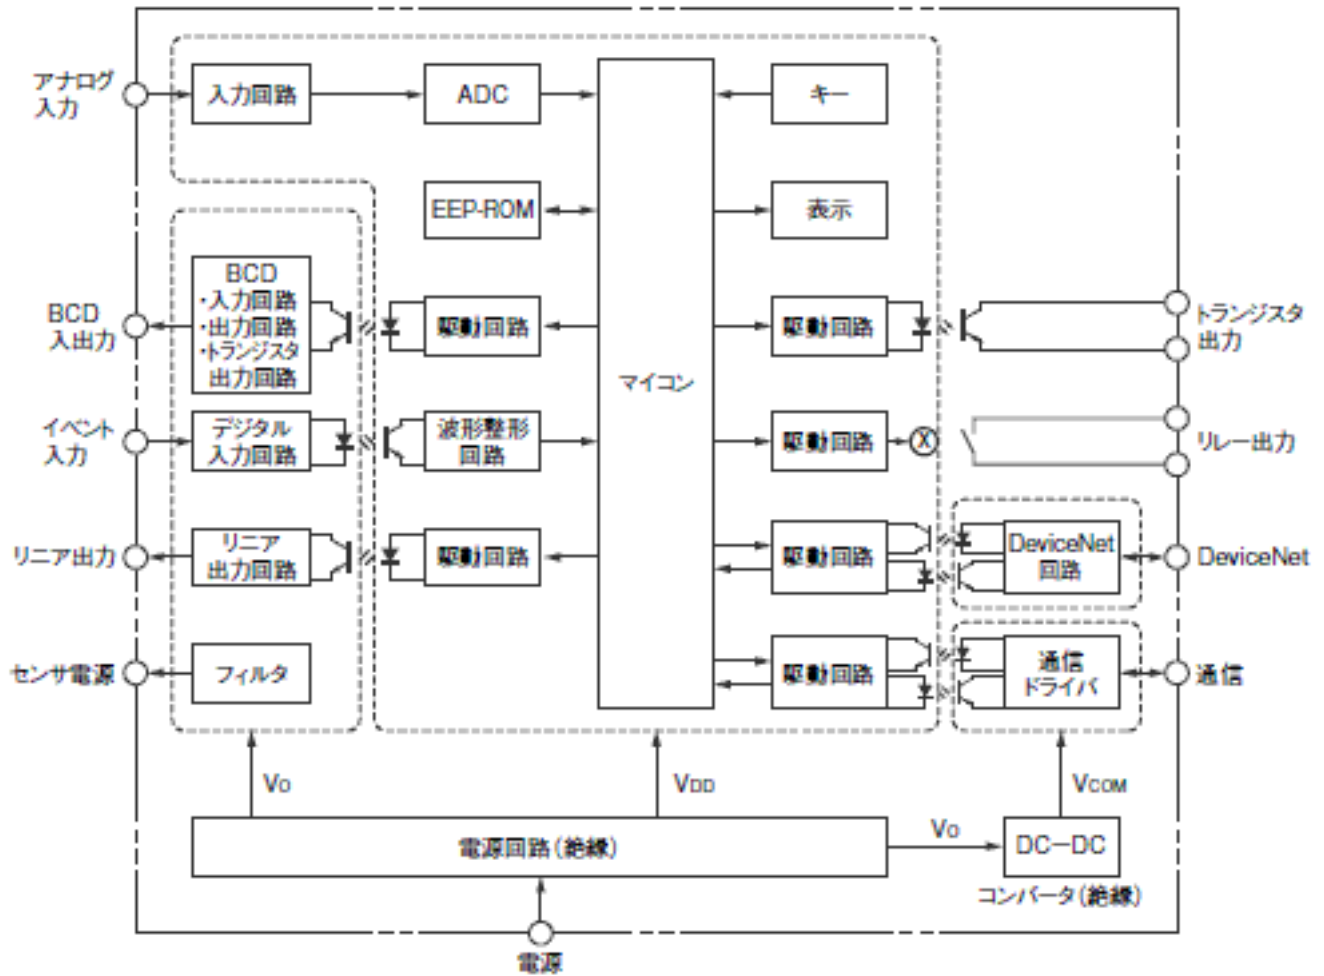 アナログ
入力
入力回路
ADC
キー
EEP-ROM
表示
BCD
入出力
BCD
・入力回路
・出力回路
・トランジスタ
出力回路
駆動回路
マイコン
駆動回路
トランジスタ
出力
イベント
入力
デジタル
入力回路
波形整形
回路
駆動回路
X
リレー出力
リニア出力
リニア
出力回路
駆動回路
駆動回路
DeviceNet
回路
DeviceNet
センサ電源
フィルタ
駆動回路
通信
ドライバ
通信
VO
VDD
VCOM
電源回路(絶縁)
VO
DC-DC
コンバータ(絶縁)
電源